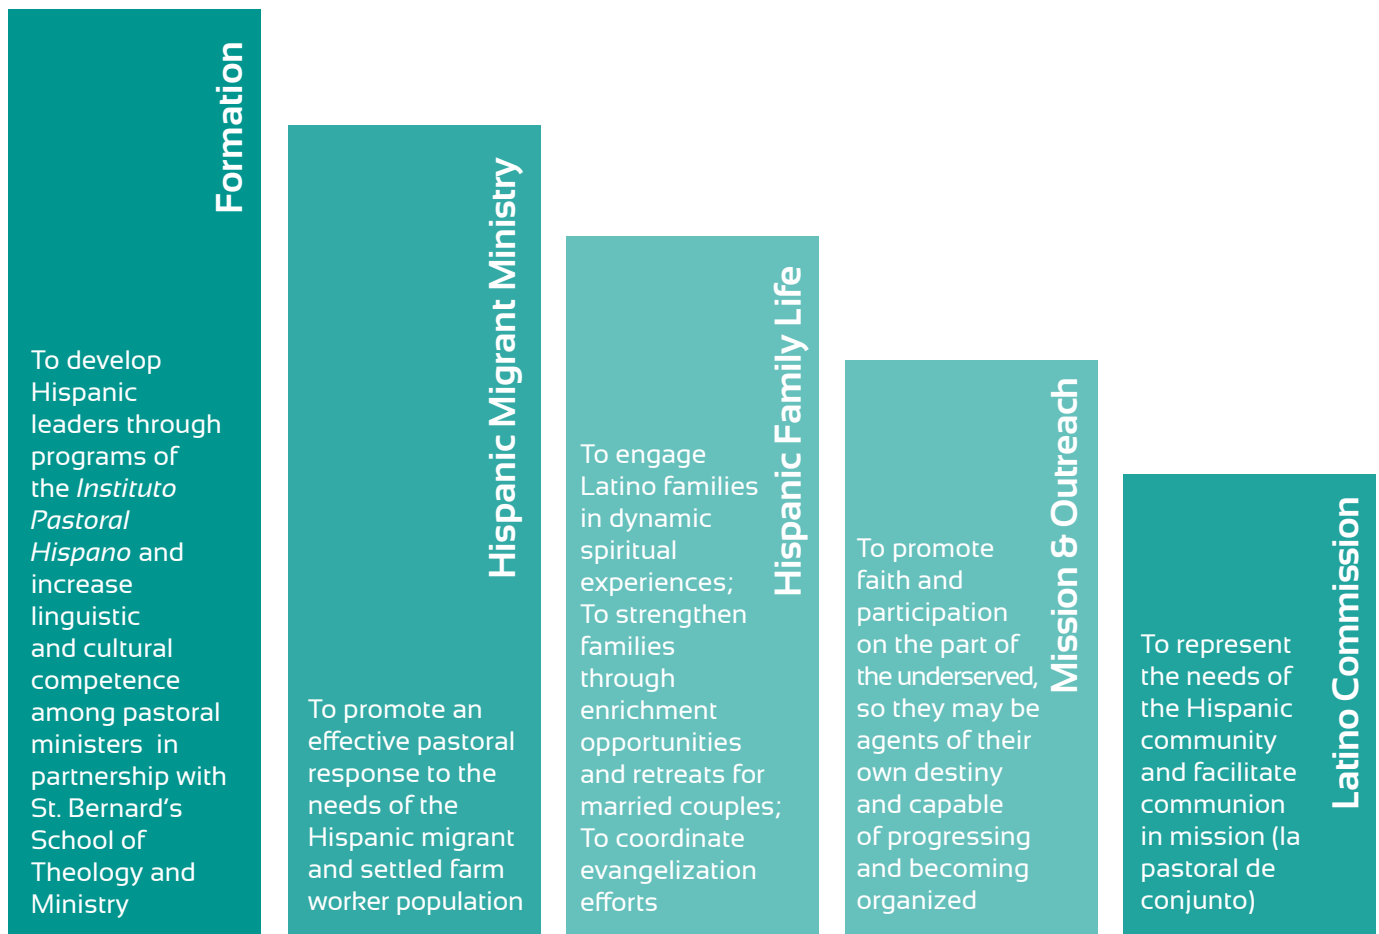 Formation
To develop
Hispanic
leaders through
programs of
the Instituto
Pastoral
Hispano and
increase
linguistic
and cultural
competence
among pastoral
ministers in
partnership with
St. Bernard's
School of
Theology and
Ministry
Hispanic Migrant Ministry
To promote an
effective pastoral
response to the
needs of the
Hispanic migrant
and settled farm
worker population
Hispanic Family Life
To engage
Latino families
in dynamic
spiritual
experiences;
To strengthen
families
through
enrichment
opportunities
and retreats for
married couples;
To coordinate
evangelization
efforts
Mission & Outreach
To promote
faith and
participation
on the part of
the underserved,
so they may be
agents of their
own destiny
and capable
of progressing
and becoming
organized
Latino Commission
To represent
the needs of
the Hispanic
community
and facilitate
communion
in mission (la
pastoral de
conjunto)